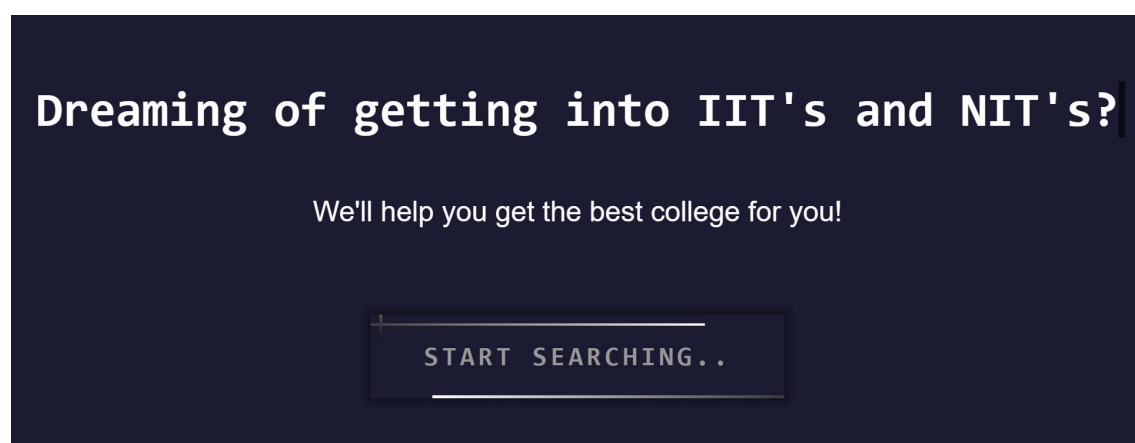 Dreaming of getting into IIT's and NIT's?
We'll help you get the best college for you!
START SEARCHING..